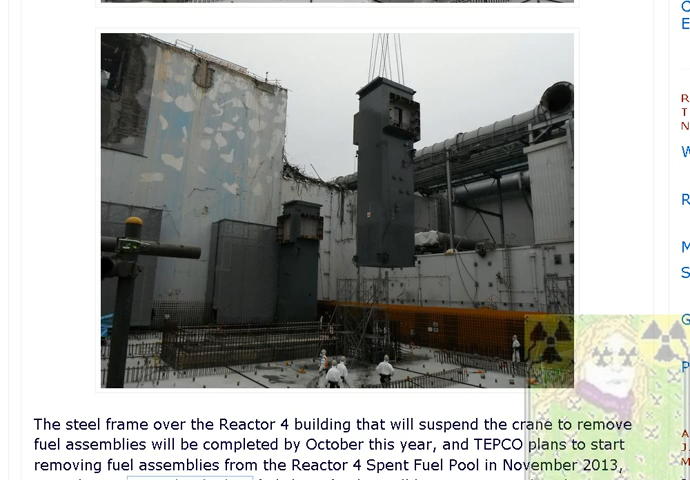 The steel frame over the Reactor 4 building that will suspend the crane to remove
fuel assemblies will be completed by October this year, and TEPCO plans to start
removing fuel assemblies from the Reactor 4 Spent Fuel Pool in November 2013,